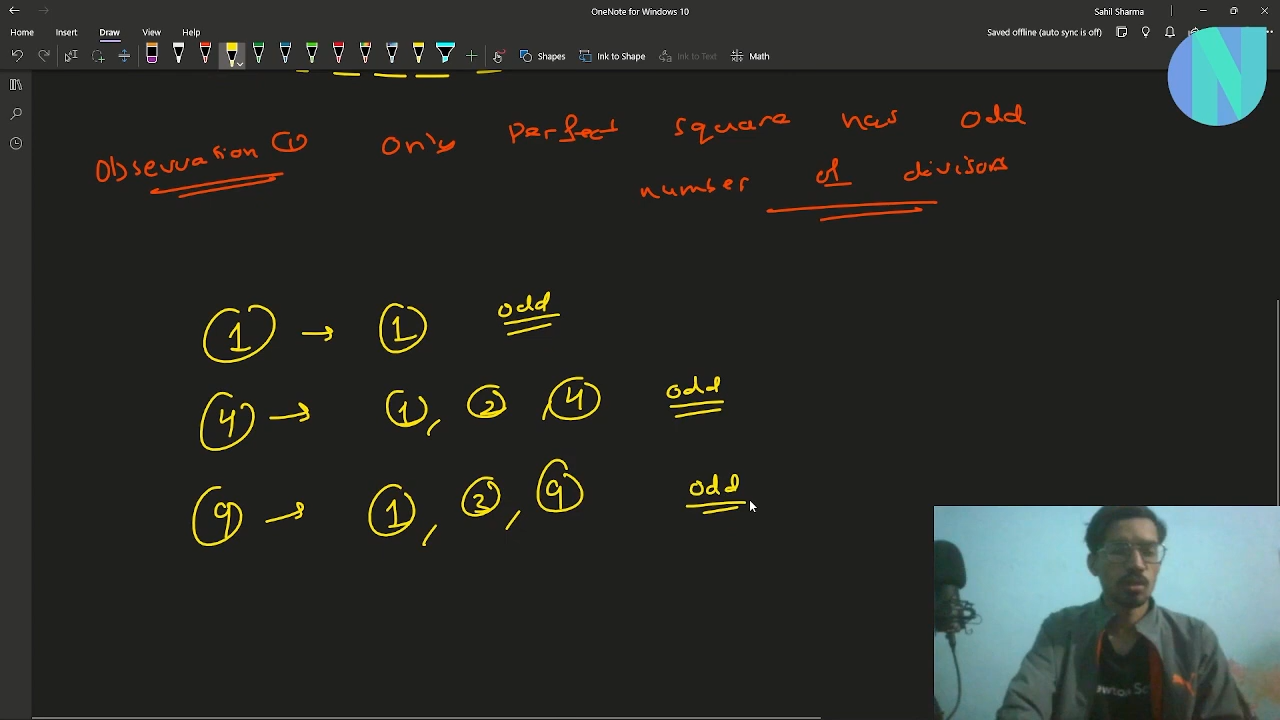 OneNote for Windows 10
Sahil Sharma
Home Insert Draw View Help
Saved offline (auto sync is off)
Shapes Ink to Shape Ink to Text Math
Observation ① Only perfect square has odd
number of divisors
1 → 1 odd
4 → 1, 2, 4 odd
9 → 1, 3, 9 odd
N